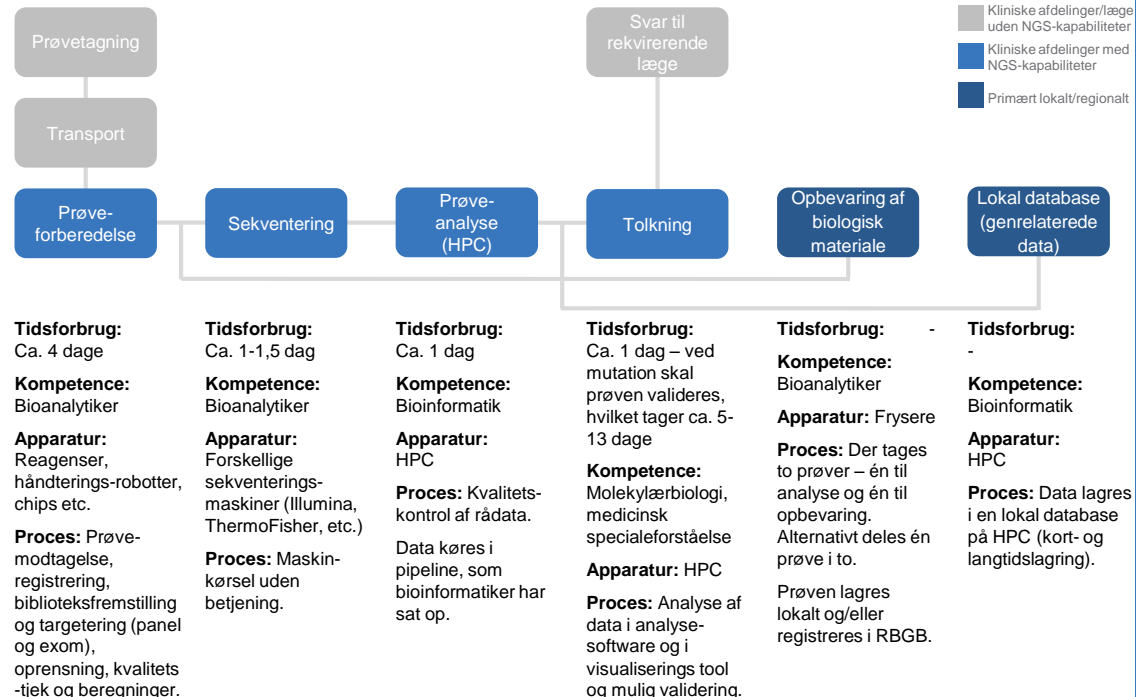 Prøvetagning
Transport
Svar til
rekvirerende
læge
Kliniske afdelinger/læge
uden NGS-kapabiliteter
Kliniske afdelinger med
NGS-kapabiliteter
Primært lokalt/regionalt
Prøve-
forberedelse
Sekventering
Prøve-
analyse
(HPC)
Tolkning
Opbevaring af
biologisk
materiale
Lokal database
(genrelaterede
data)
Tidsforbrug:
Ca. 4 dage
Kompetence:
Bioanalytiker
Apparatur:
Reagenser,
håndterings-robotter,
chips etc.
Proces: Prøve-
modtagelse,
registrering,
biblioteksfremstilling
og targetering (panel
og exom),
oprensning, kvalitets
-tjek og beregninger.
Tidsforbrug:
Ca. 1-1,5 dag
Kompetence:
Bioanalytiker
Apparatur:
Forskellige
sekventerings-
maskiner (Illumina,
ThermoFisher, etc.)
Proces: Maskin-
kørsel uden
betjening.
Tidsforbrug:
Ca. 1 dag
Kompetence:
Bioinformatik
Apparatur:
HPC
Proces: Kvalitets-
kontrol af rådata.
Data køres i
pipeline, som
bioinformatiker har
sat op.
Tidsforbrug:
Ca. 1 dag – ved
mutation skal
prøven valideres,
hvilket tager ca. 5-
13 dage
Kompetence:
Molekylærbiologi,
medicinsk
specialeforståelse
Apparatur: HPC
Proces: Analyse af
data i analyse-
software og i
visualiserings tool
og mulig validering.
Tidsforbrug: -
Kompetence:
Bioanalytiker
Apparatur: Frysere
Proces: Der tages
to prøver – én til
analyse og én til
opbevaring.
Alternativt deles én
prøve i to.
Prøven lagres
lokalt og/eller
registreres i RBGB.
Tidsforbrug:
-
Kompetence:
Bioinformatik
Apparatur:
HPC
Proces: Data lagres
i en lokal database
på HPC (kort- og
langtidslagring).